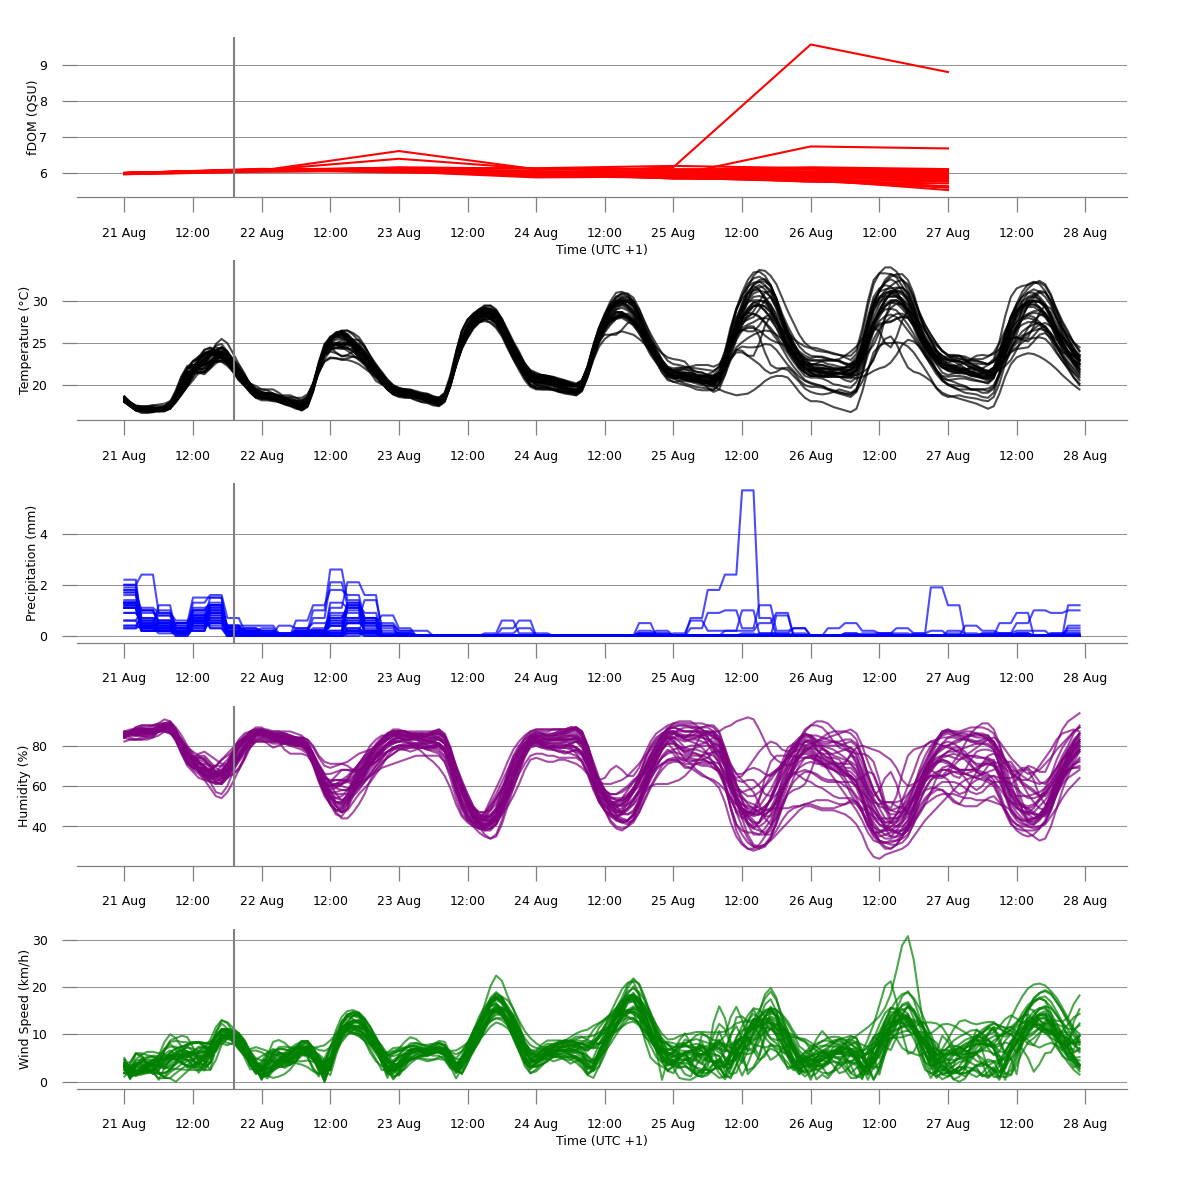 9
8
7
6
fDOM (QSU)
21 Aug 12:00 22 Aug 12:00 23 Aug 12:00 24 Aug 12:00 25 Aug 12:00 26 Aug 12:00 27 Aug 12:00 28 Aug
Time (UTC +1)
30
25
20
Temperature (°C)
21 Aug 12:00 22 Aug 12:00 23 Aug 12:00 24 Aug 12:00 25 Aug 12:00 26 Aug 12:00 27 Aug 12:00 28 Aug
4
2
0
Precipitation (mm)
21 Aug 12:00 22 Aug 12:00 23 Aug 12:00 24 Aug 12:00 25 Aug 12:00 26 Aug 12:00 27 Aug 12:00 28 Aug
80
60
40
Humidity (%)
21 Aug 12:00 22 Aug 12:00 23 Aug 12:00 24 Aug 12:00 25 Aug 12:00 26 Aug 12:00 27 Aug 12:00 28 Aug
30
20
10
0
Wind Speed (km/h)
21 Aug 12:00 22 Aug 12:00 23 Aug 12:00 24 Aug 12:00 25 Aug 12:00 26 Aug 12:00 27 Aug 12:00 28 Aug
Time (UTC +1)